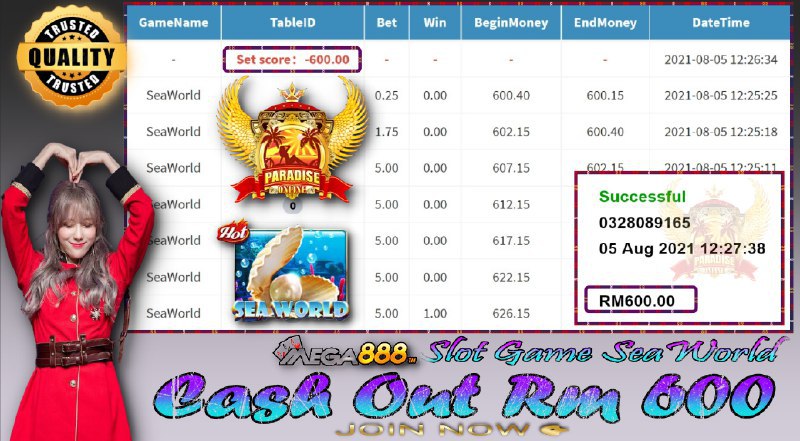 TRUSTED
QUALITY
TRUSTED
GameName TableID Bet Win BeginMoney EndMoney DateTime
- Set score: -600.00 - - - - 2021-08-05 12:26:34
SeaWorld 0.25 0.00 600.40 600.15 2021-08-05 12:25:25
SeaWorld 1.75 0.00 602.15 600.40 2021-08-05 12:25:18
SeaWorld 5.00 0.00 607.15 602.15 2021-08-05 12:25:11
SeaWorld 0 5.00 0.00 612.15
SeaWorld 5.00 0.00 617.15
SeaWorld 5.00 0.00 622.15
SeaWorld 5.00 1.00 626.15
PARADISE
ONLINE
Hot
SEA WORLD
Successful
0328089165
05 Aug 2021 12:27:38
RM600.00
MEGA888™ Slot Game SeaWorld
Cash Out Rm 600
JOIN NOW